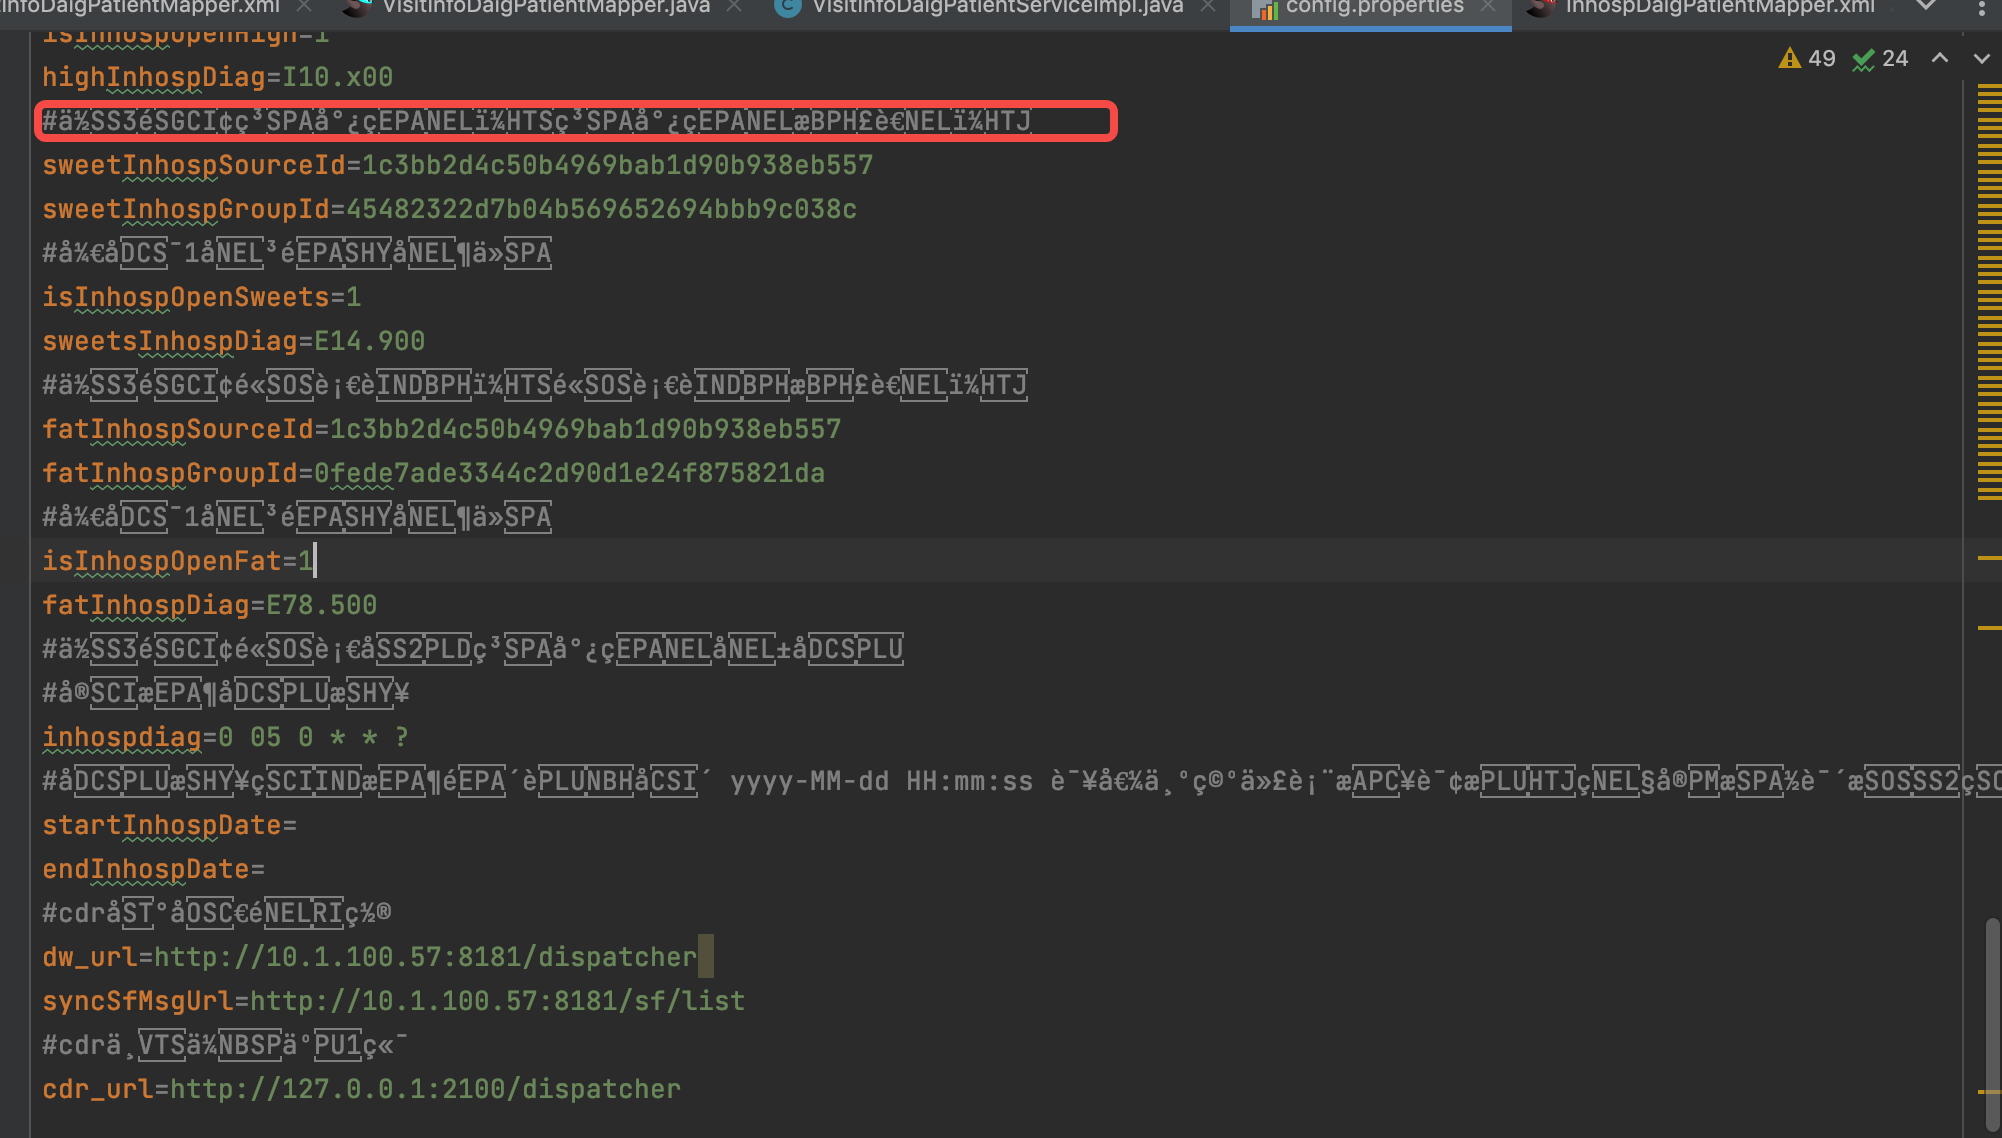 tInfoDaigPatientMapper.xml VisitInfoDaigPatientMapper.java VisitInfoDaigPatientServiceImpl.java config.properties InhospDaigPatientMapper.xml
isInhospOpenHigh=1
49 24
highInhospDiag=I10.x00
#ä½SS3éSGCI¢ç³SPAå°¿çEPANELï¼HTSç³SPAå°¿çEPANELæBPH£è€NELï¼HTJ
sweetInhospSourceId=1c3bb2d4c50b4969bab1d90b938eb557
sweetInhospGroupId=45482322d7b04b569652694bbb9c038c
#å¼€åDCS¯1åNEL³éEPASHYåNEL¶ä»SPA
isInhospOpenSweets=1
sweetsInhospDiag=E14.900
#ä½SS3éSGCI¢é«SOSè¡€èINDBPHï¼HTSé«SOSè¡€èINDBPHæBPH£è€NELï¼HTJ
fatInhospSourceId=1c3bb2d4c50b4969bab1d90b938eb557
fatInhospGroupId=0fede7ade3344c2d90d1e24f875821da
#å¼€åDCS¯1åNEL³éEPASHYåNEL¶ä»SPA
isInhospOpenFat=1
fatInhospDiag=E78.500
#ä½SS3éSGCI¢é«SOSè¡€åSS2PLDç³SPAå°¿çEPANELåNEL±åDCSPLU
#å®SCIæEPA¶åDCSPLUæSHY¥
inhospdiag=0 05 0 * * ?
#åDCSPLUæSHY¥çSCIINDæEPA¶éEPA´èPLUNBHåCSI´ yyyy-MM-dd HH:mm:ss è¯¥å€¼ä¸ºç©ºä»£è¡¨æAPC¥è¯¢æPLUHTJçNEL§å®PMæSPA½è¯´æSOSSS2ç
startInhospDate=
endInhospDate=
#cdråST°åOSC€éNELRIç½®
dw_url=http://10.1.100.57:8181/dispatcher
syncSfMsgUrl=http://10.1.100.57:8181/sf/list
#cdrä¸VTSä¼NBSPäºPU1ç«¯
cdr_url=http://127.0.0.1:2100/dispatcher